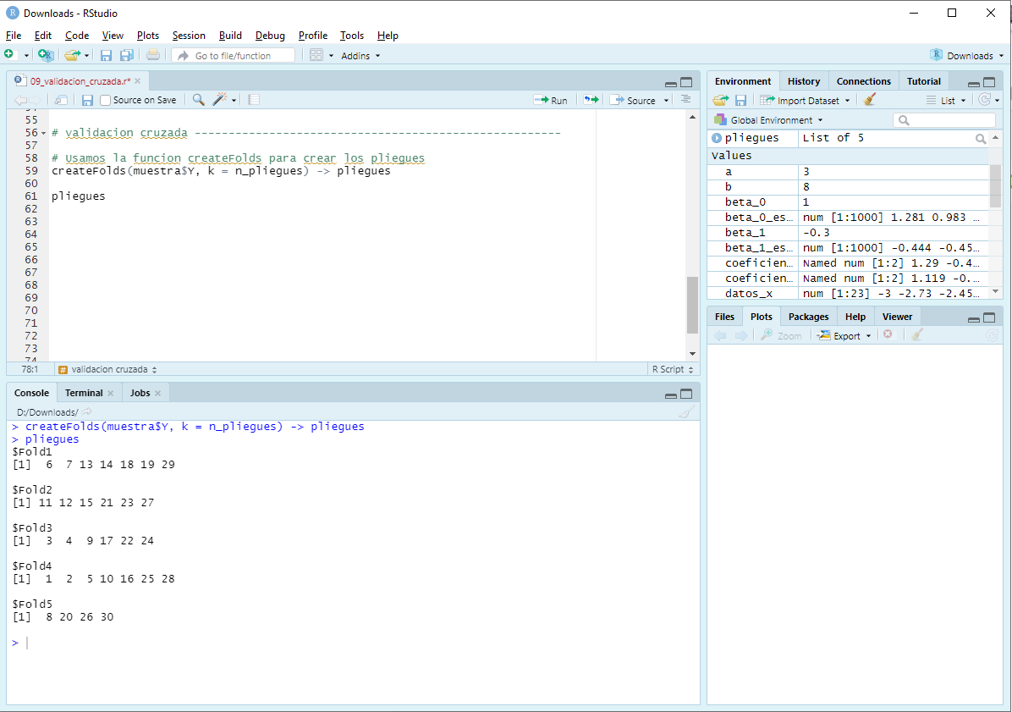 Downloads - RStudio
File Edit Code View Plots Session Build Debug Profile Tools Help
Go to file/function Addins Downloads
09_validacion_cruzada.r*
Source on Save Run Source
55
56 # validacion cruzada -------------------------------------------------------
57
58 # Usamos la funcion createFolds para crear los pliegues
59 createFolds(muestra$Y, k = n_pliegues) -> pliegues
60
61 pliegues
62
63
64
65
66
67
68
69
70
71
72
73
74
78:1 validacion cruzada R Script
Console Terminal Jobs
D:/Downloads/
> createFolds(muestra$Y, k = n_pliegues) -> pliegues
> pliegues
$Fold1
[1]  6  7 13 14 18 19 29

$Fold2
[1] 11 12 15 21 23 27

$Fold3
[1]  3  4  9 17 22 24

$Fold4
[1]  1  2  5 10 16 25 28

$Fold5
[1]  8 20 26 30

>
Environment History Connections Tutorial
Import Dataset List
Global Environment
pliegues List of 5
Values
a 3
b 8
beta_0 1
beta_0_es… num [1:1000] 1.281 0.983 …
beta_1 -0.3
beta_1_es… num [1:1000] -0.444 -0.45…
coeficien… Named num [1:2] 1.29 -0.4…
coeficien… Named num [1:2] 1.119 -0.…
datos_x num [1:23] -3 -2.73 -2.45…
Files Plots Packages Help Viewer
Zoom Export